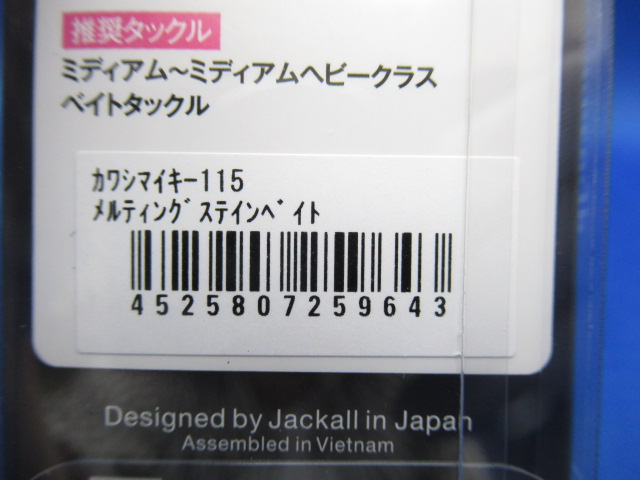 推奨タックル
ミディアム～ミディアムヘビークラス
ベイトタックル
ｶﾜｼﾏｲｷｰ115
ﾒﾙﾃｨﾝｸﾞｽﾃｲﾝﾍﾞｲﾄ
4525807259643
Designed by Jackall in Japan
Assembled in Vietnam